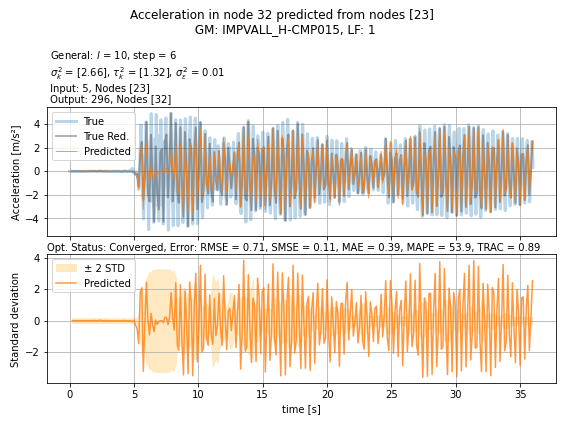 Acceleration in node 32 predicted from nodes [23]
GM: IMPVALL_H-CMP015, LF: 1
General: l = 10, step = 6
σ²ₖ = [2.66], τ²ₖ = [1.32], σ²ε = 0.01
Input: 5, Nodes [23]
Output: 296, Nodes [32]
True
True Red.
Predicted
Acceleration [m/s²]
4
2
0
−2
−4
Opt. Status: Converged, Error: RMSE = 0.71, SMSE = 0.11, MAE = 0.39, MAPE = 53.9, TRAC = 0.89
± 2 STD
Predicted
Standard deviation
4
2
0
−2
0 5 10 15 20 25 30 35
time [s]